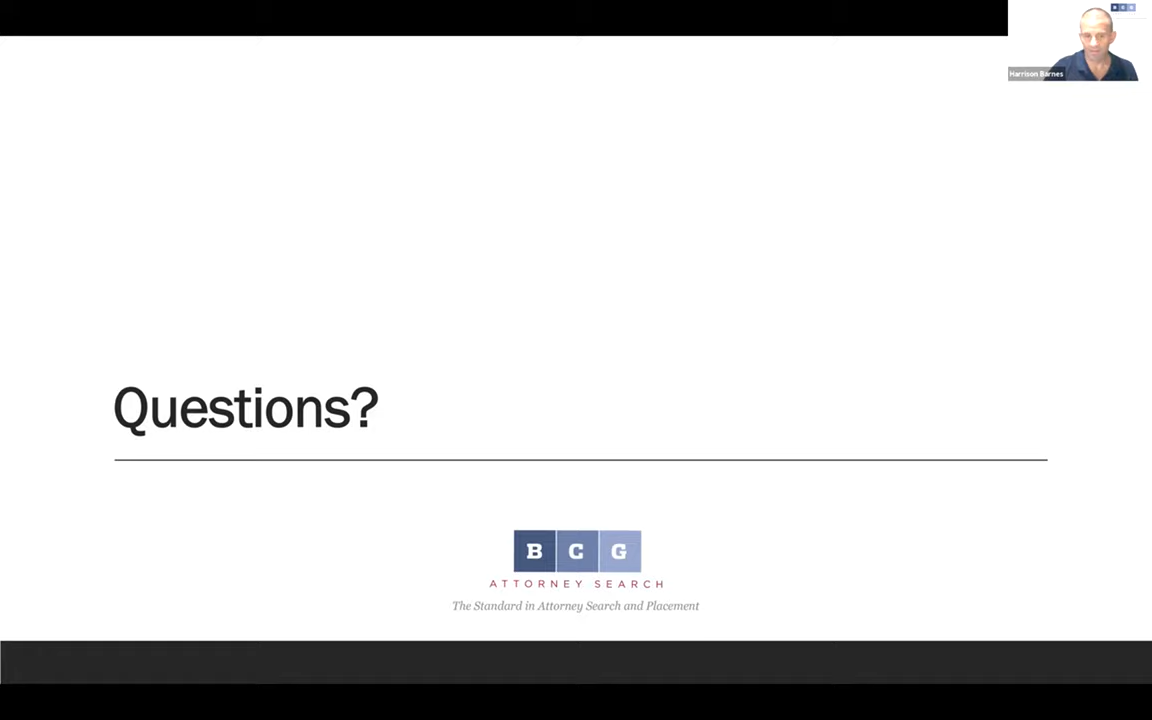 B C G
Harrison Barnes
Questions?
B C G
ATTORNEY SEARCH
The Standard in Attorney Search and Placement